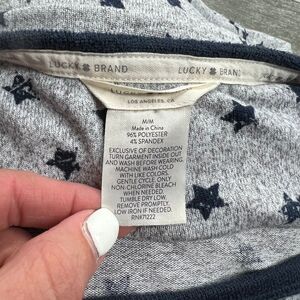 LUCKY BRAND LUCKY BRAND
LOS ANGELES, CA
M/M
Made in China
96% POLYESTER
4% SPANDEX
EXCLUSIVE OF DECORATION
TURN GARMENT INSIDE OUT
AND WASH BEFORE WEARING.
MACHINE WASH COLD
WITH LIKE COLORS.
GENTLE CYCLE. ONLY
NON-CHLORINE BLEACH
WHEN NEEDED.
TUMBLE DRY LOW.
REMOVE PROMPTLY.
LOW IRON IF NEEDED.
RN#71222